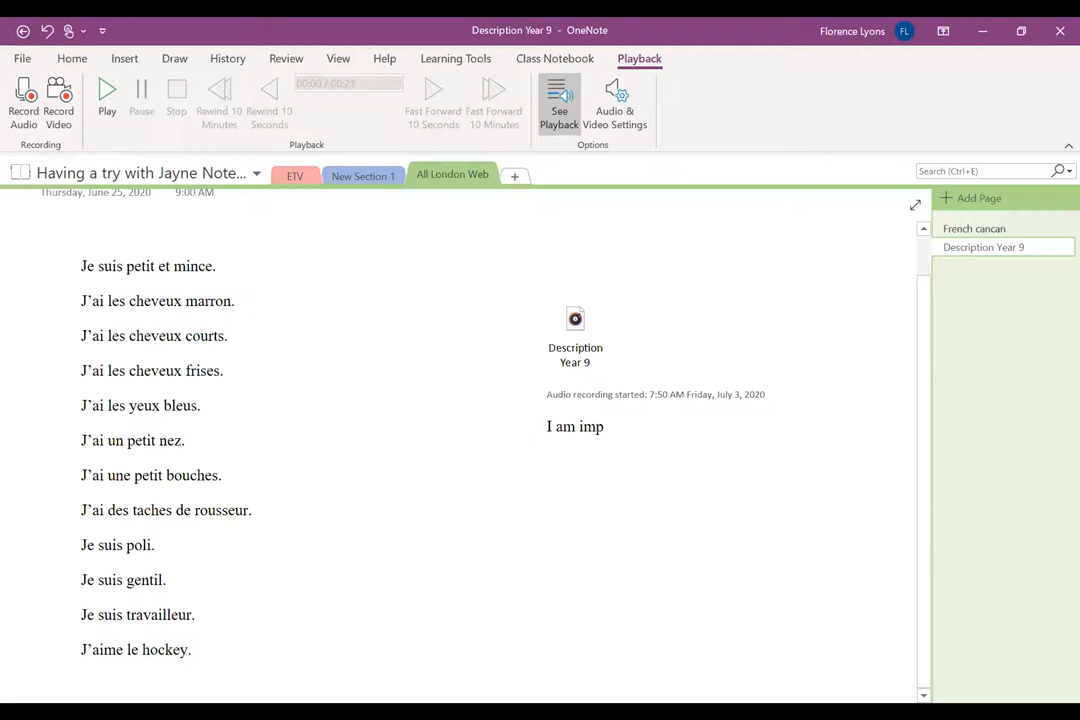 Description Year 9 - OneNote
Florence Lyons FL
File Home Insert Draw History Review View Help Learning Tools Class Notebook Playback
Record Audio
Record Video
Play
Pause
Stop
Rewind 10 Minutes
Rewind 10 Seconds
00:00 / 00:21
Fast Forward 10 Seconds
Fast Forward 10 Minutes
See Playback
Audio & Video Settings
Recording Playback Options
Having a try with Jayne Note...
ETV
New Section 1
All London Web
Search (Ctrl+E)
Thursday, June 25, 2020 9:00 AM
Add Page
French cancan
Description Year 9
Je suis petit et mince.
J'ai les cheveux marron.
J'ai les cheveux courts.
J'ai les cheveux frises.
J'ai les yeux bleus.
J'ai un petit nez.
J'ai une petit bouches.
J'ai des taches de rousseur.
Je suis poli.
Je suis gentil.
Je suis travailleur.
J'aime le hockey.
Description
Year 9
Audio recording started: 7:50 AM Friday, July 3, 2020
I am imp